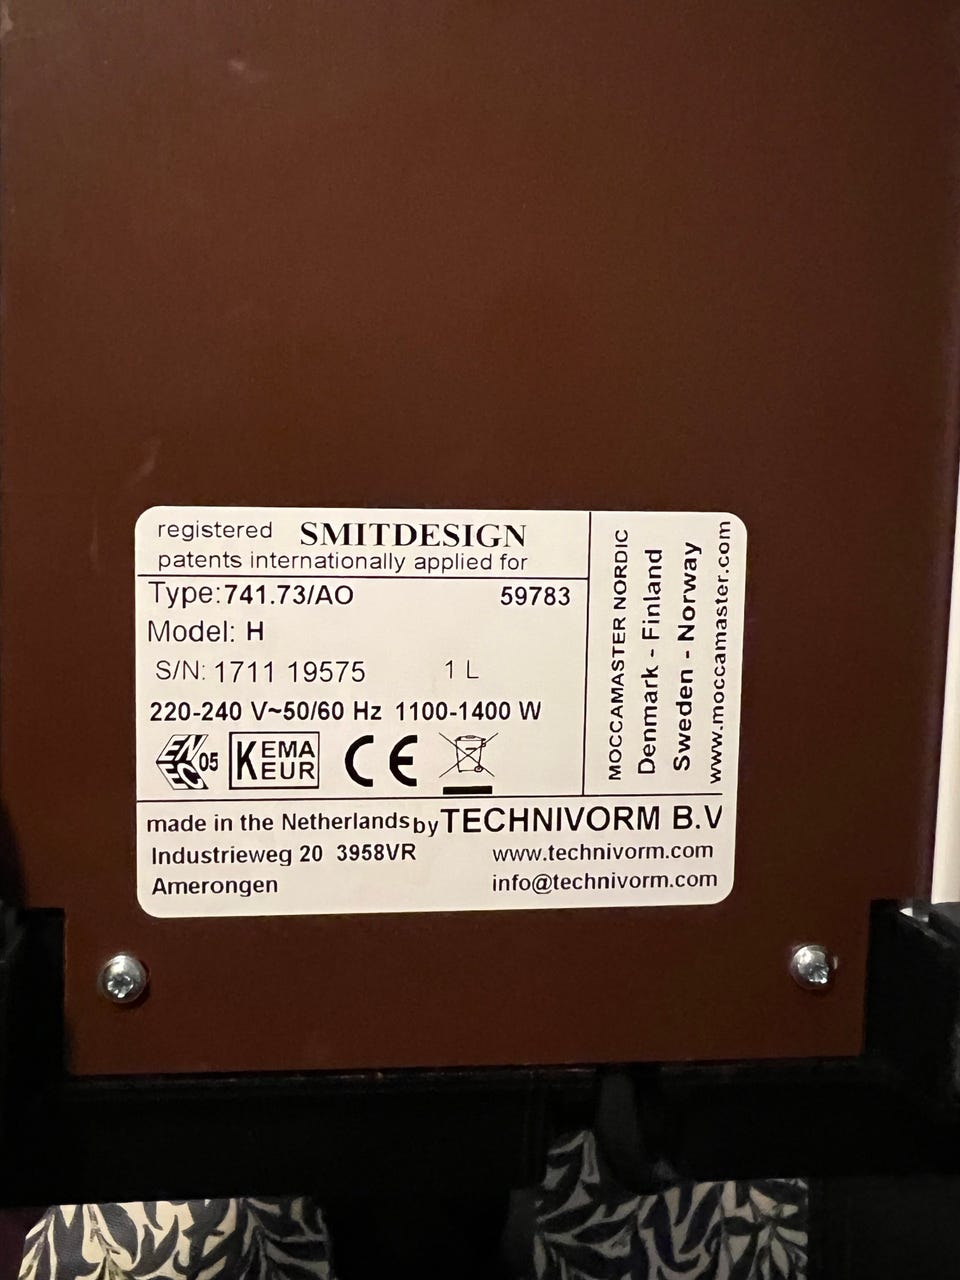 registered SMITDESIGN
patents internationally applied for
Type:741.73/AO 59783
Model: H
S/N: 1711 19575 1 L
220-240 V~50/60 Hz 1100-1400 W
ENEC 05 KEMA EUR CE
MOCCAMASTER NORDIC
Denmark - Finland
Sweden - Norway
www.moccamaster.com
made in the Netherlands by TECHNIVORM B.V
Industrieweg 20 3958VR www.technivorm.com
Amerongen info@technivorm.com